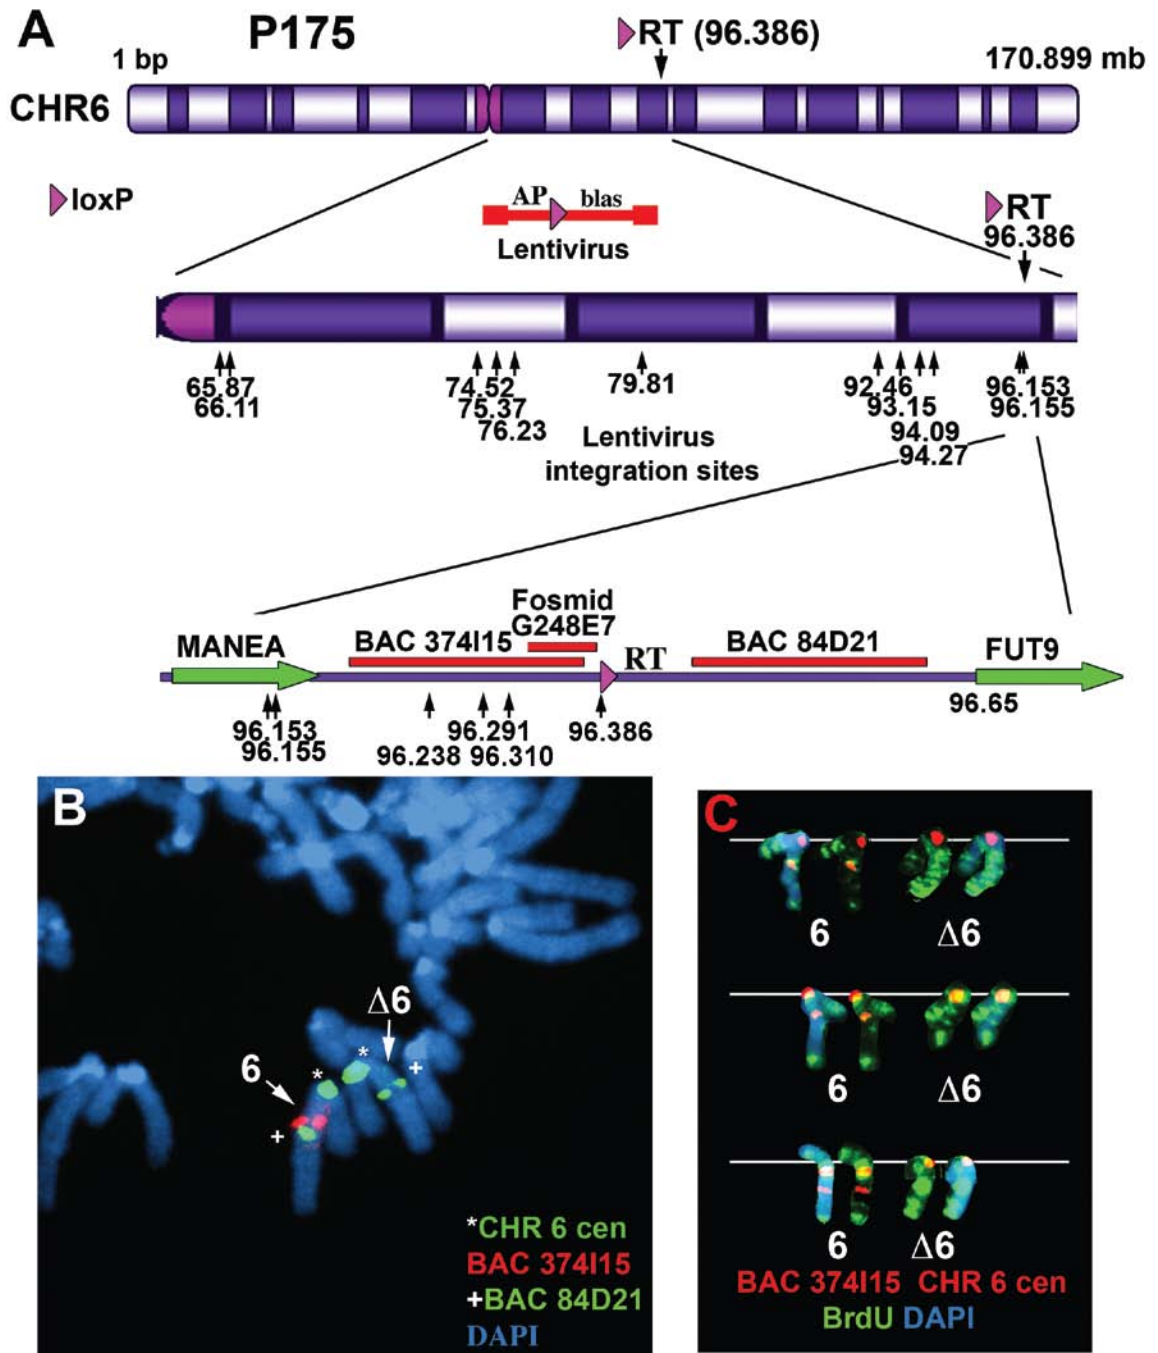 A
P175
RT (96.386)
1 bp
170.899 mb
CHR6
loxP
AP
blas
Lentivirus
RT
96.386
65.87
66.11
74.52
75.37
76.23
79.81
92.46
93.15
94.09
94.27
96.153
96.155
Lentivirus
integration sites
Fosmid
G248E7
MANEA
BAC 374I15
RT
BAC 84D21
FUT9
96.153
96.155
96.238
96.291
96.310
96.386
96.65
B
Δ6
*
+
6
*
+
*CHR 6 cen
BAC 374I15
+BAC 84D21
DAPI
C
6 Δ6
6 Δ6
6 Δ6
BAC 374I15 CHR 6 cen
BrdU DAPI